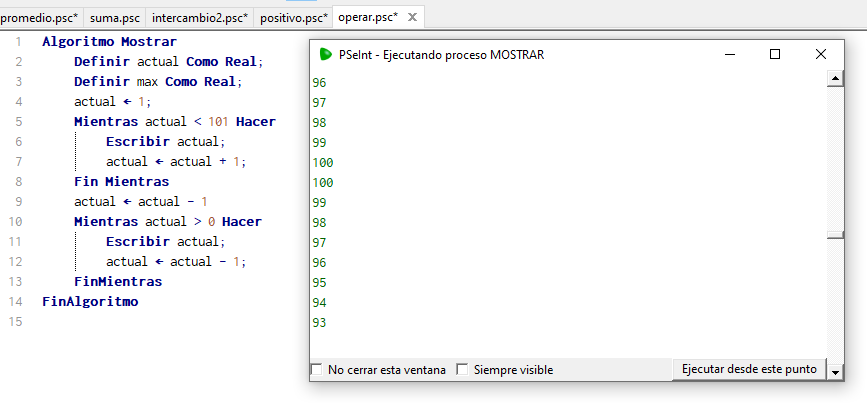 promedio.psc* suma.psc intercambio2.psc* positivo.psc* operar.psc*
1 Algoritmo Mostrar
2 Definir actual Como Real;
3 Definir max Como Real;
4 actual ← 1;
5 Mientras actual < 101 Hacer
6 Escribir actual;
7 actual ← actual + 1;
8 Fin Mientras
9 actual ← actual - 1
10 Mientras actual > 0 Hacer
11 Escribir actual;
12 actual ← actual - 1;
13 FinMientras
14 FinAlgoritmo
15
PSeInt - Ejecutando proceso MOSTRAR
96
97
98
99
100
100
99
98
97
96
95
94
93
No cerrar esta ventana Siempre visible Ejecutar desde este punto